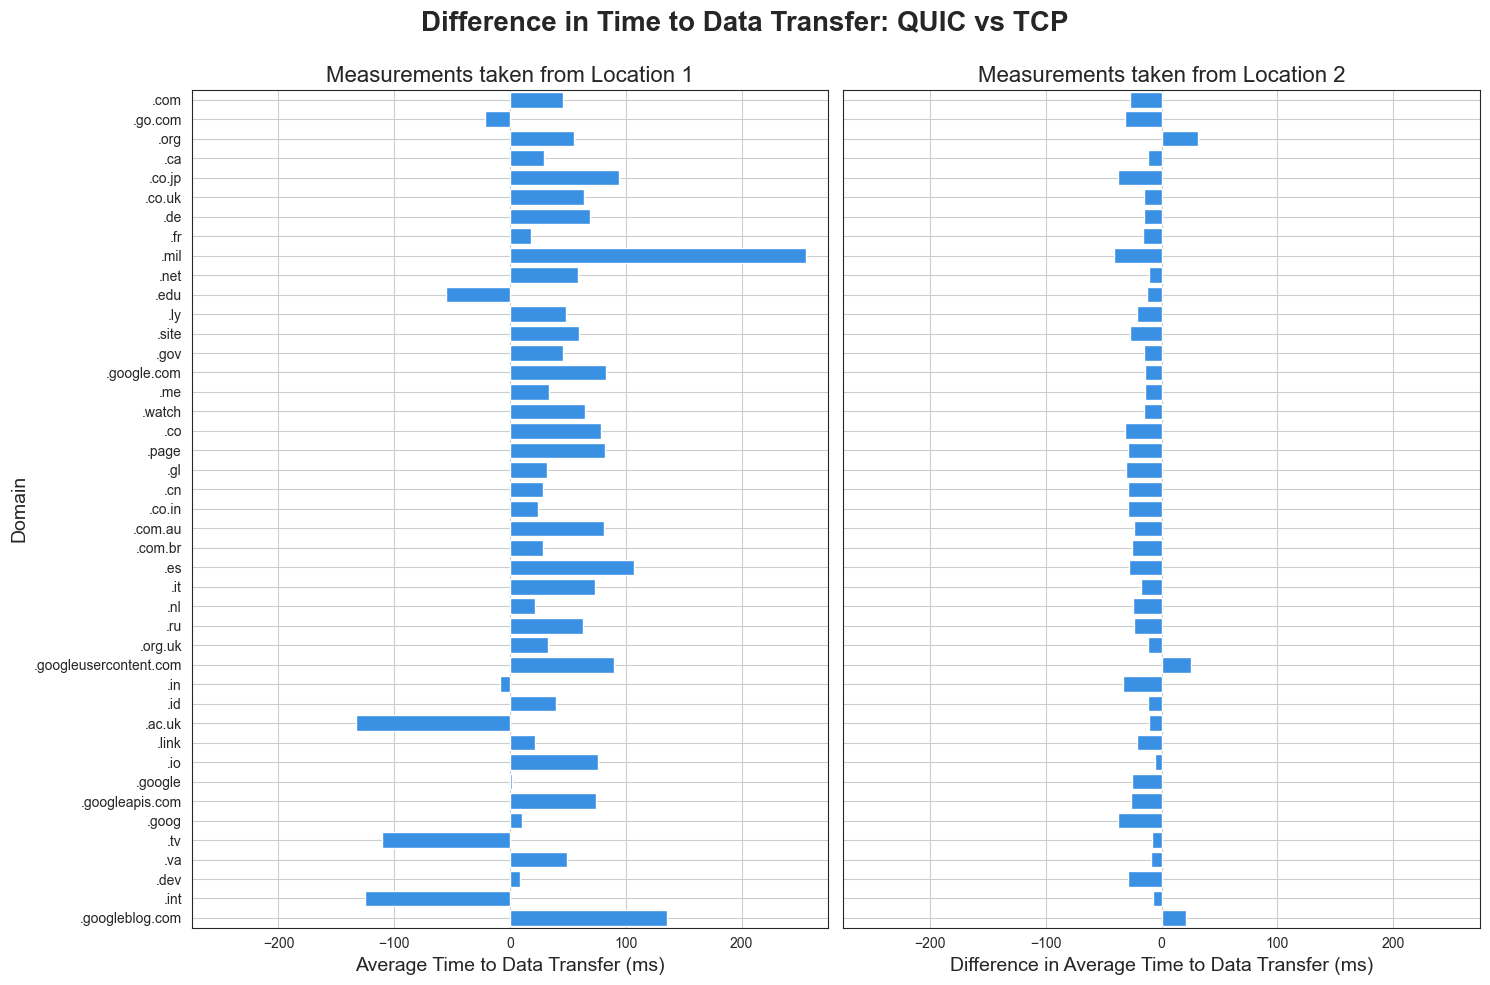 Difference in Time to Data Transfer: QUIC vs TCP
Measurements taken from Location 1
Measurements taken from Location 2
Domain
.com
.go.com
.org
.ca
.co.jp
.co.uk
.de
.fr
.mil
.net
.edu
.ly
.site
.gov
.google.com
.me
.watch
.co
.page
.gl
.cn
.co.in
.com.au
.com.br
.es
.it
.nl
.ru
.org.uk
.googleusercontent.com
.in
.id
.ac.uk
.link
.io
.google
.googleapis.com
.goog
.tv
.va
.dev
.int
.googleblog.com
−200 −100 0 100 200
Average Time to Data Transfer (ms)
−200 −100 0 100 200
Difference in Average Time to Data Transfer (ms)